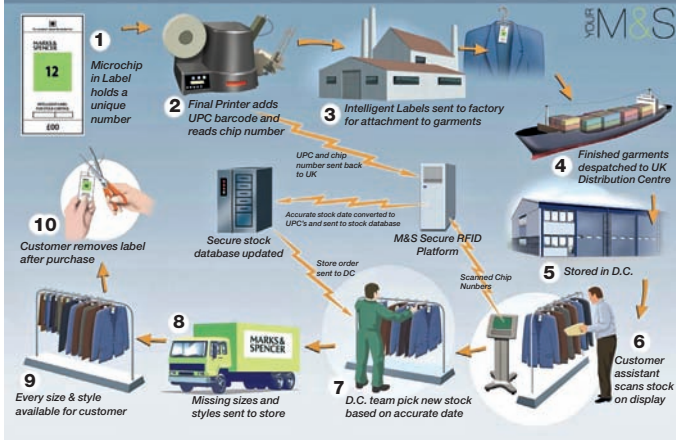 YOUR M&S
MARKS&
SPENCER
12
£00
1
Microchip
in Label
holds a
unique
number
2 Final Printer adds
UPC barcode and
reads chip number
3 Intelligent Labels sent to factory
for attachment to garments
4 Finished garments
despatched to UK
Distribution Centre
UPC and chip
number sent back
to UK
Accurate stock date converted to
UPC's and sent to stock database
Secure stock
database updated
M&S Secure RFID
Platform
10
Customer removes label
after purchase
Store order
sent to DC
Scanned Chip
Nunbers
5 Stored in D.C.
6
Customer
assistant
scans stock
on display
7 D.C. team pick new stock
based on accurate date
8
MARKS&
SPENCER
Missing sizes and
styles sent to store
9
Every size & style
available for customer